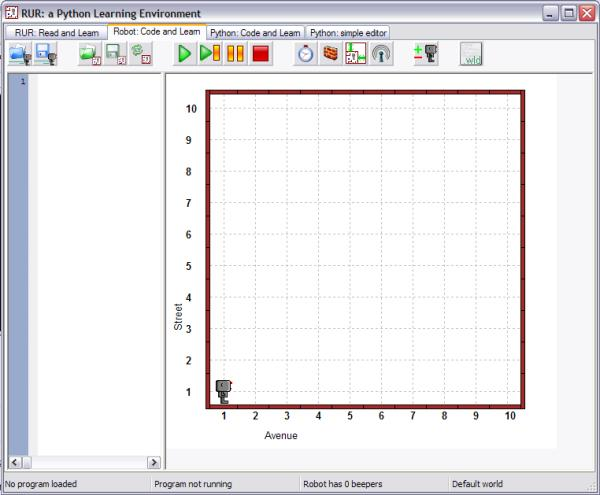 RUR: a Python Learning Environment
RUR: Read and Learn Robot: Code and Learn Python: Code and Learn Python: simple editor
wld
1
10
9
8
7
6
5
4
3
2
1
Street
1 2 3 4 5 6 7 8 9 10
Avenue
No program loaded Program not running Robot has 0 beepers Default world